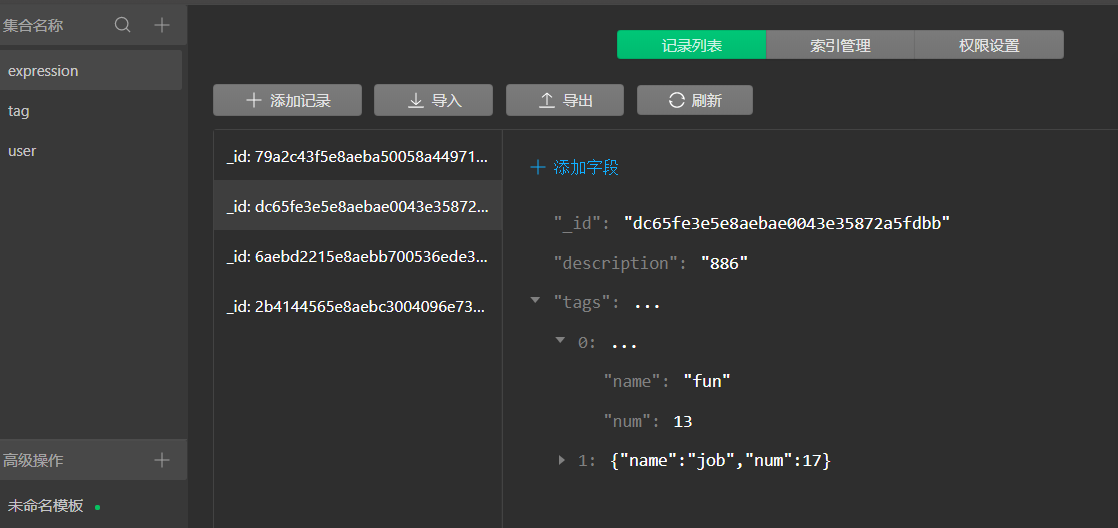 集合名称
expression
tag
user
高级操作
未命名模板
记录列表 索引管理 权限设置
添加记录 导入 导出 刷新
_id: 79a2c43f5e8aeba50058a44971...
_id: dc65fe3e5e8aebae0043e35872...
_id: 6aebd2215e8aebb700536ede3...
_id: 2b4144565e8aebc3004096e73...
添加字段
"_id": "dc65fe3e5e8aebae0043e35872a5fdbb"
"description": "886"
"tags": ...
0: ...
"name": "fun"
"num": 13
1: {"name":"job","num":17}